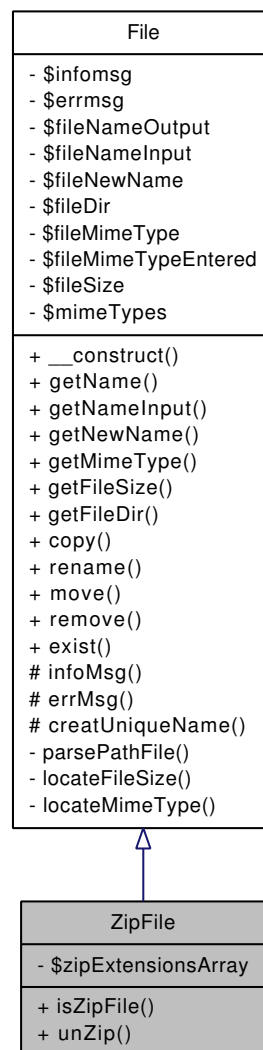 File
- $infomsg
- $errmsg
- $fileNameOutput
- $fileNameInput
- $fileNewName
- $fileDir
- $fileMimeType
- $fileMimeTypeEntered
- $fileSize
- $mimeTypes
+ __construct()
+ getName()
+ getNameInput()
+ getNewName()
+ getMimeType()
+ getFileSize()
+ getFileDir()
+ copy()
+ rename()
+ move()
+ remove()
+ exist()
# infoMsg()
# errMsg()
# creatUniqueName()
- parsePathFile()
- locateFileSize()
- locateMimeType()
ZipFile
- $zipExtensionsArray
+ isZipFile()
+ unZip()